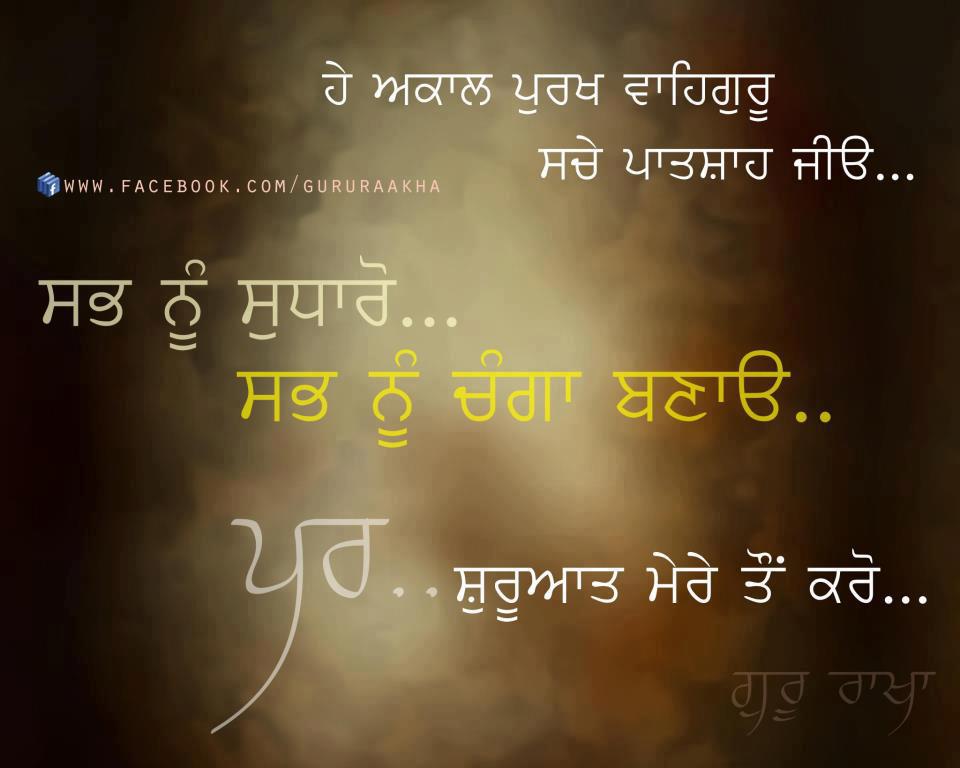 ਹੇ ਅਕਾਲ ਪੁਰਖ ਵਾਹਿਗੁਰੂ
ਸਚੇ ਪਾਤਸ਼ਾਹ ਜੀਓ...
WWW.FACEBOOK.COM/GURURAAKHA
ਸਭ ਨੂੰ ਸੁਧਾਰੋ...
ਸਭ ਨੂੰ ਚੰਗਾ ਬਣਾਓ..
ਪਰ.. ਸ਼ੁਰੂਆਤ ਮੇਰੇ ਤੌਂ ਕਰੋ...
ਗੁਰੂ ਰਾਖਾ